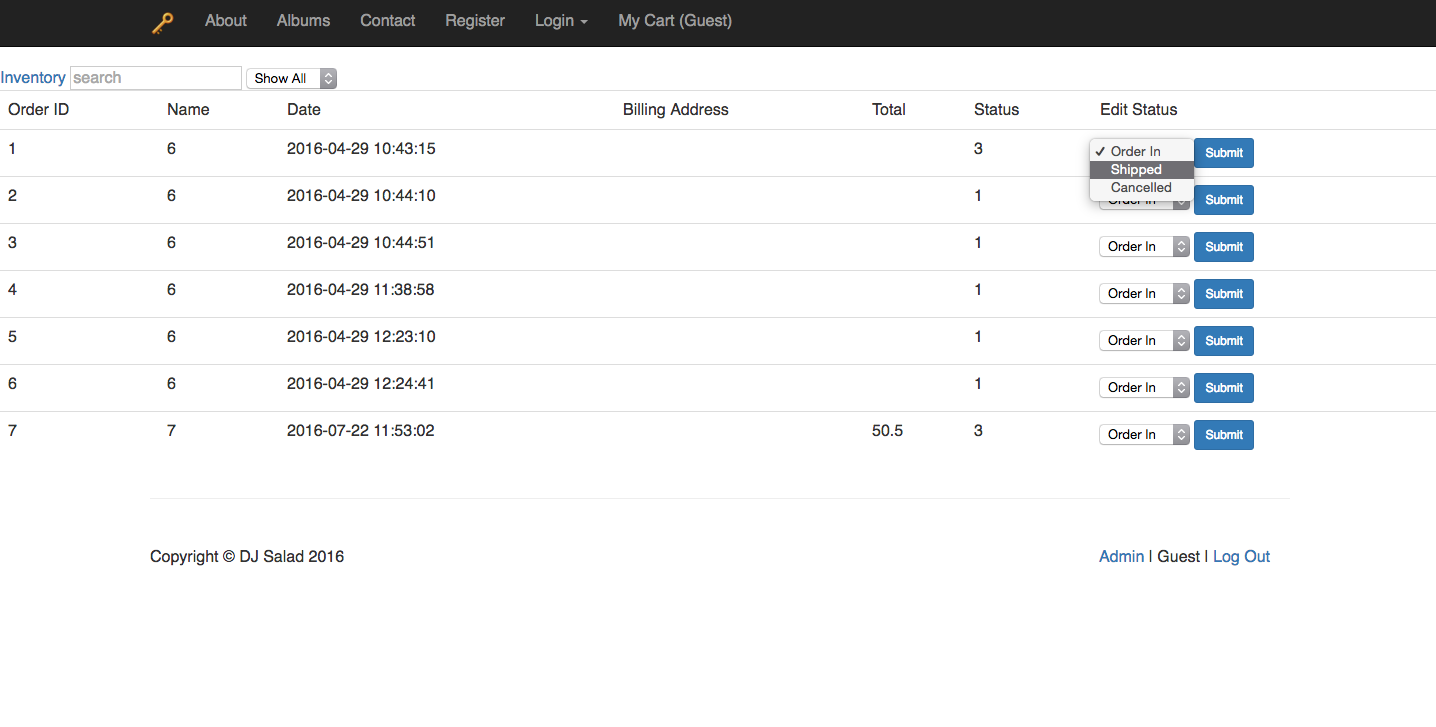 About Albums Contact Register Login My Cart (Guest)
Inventory search Show All
Order ID Name Date Billing Address Total Status Edit Status
1 6 2016-04-29 10:43:15 3 ✓ Order In Submit
Shipped
Cancelled
2 6 2016-04-29 10:44:10 1 Order In Submit
3 6 2016-04-29 10:44:51 1 Order In Submit
4 6 2016-04-29 11:38:58 1 Order In Submit
5 6 2016-04-29 12:23:10 1 Order In Submit
6 6 2016-04-29 12:24:41 1 Order In Submit
7 7 2016-07-22 11:53:02 50.5 3 Order In Submit
Copyright © DJ Salad 2016 Admin | Guest | Log Out